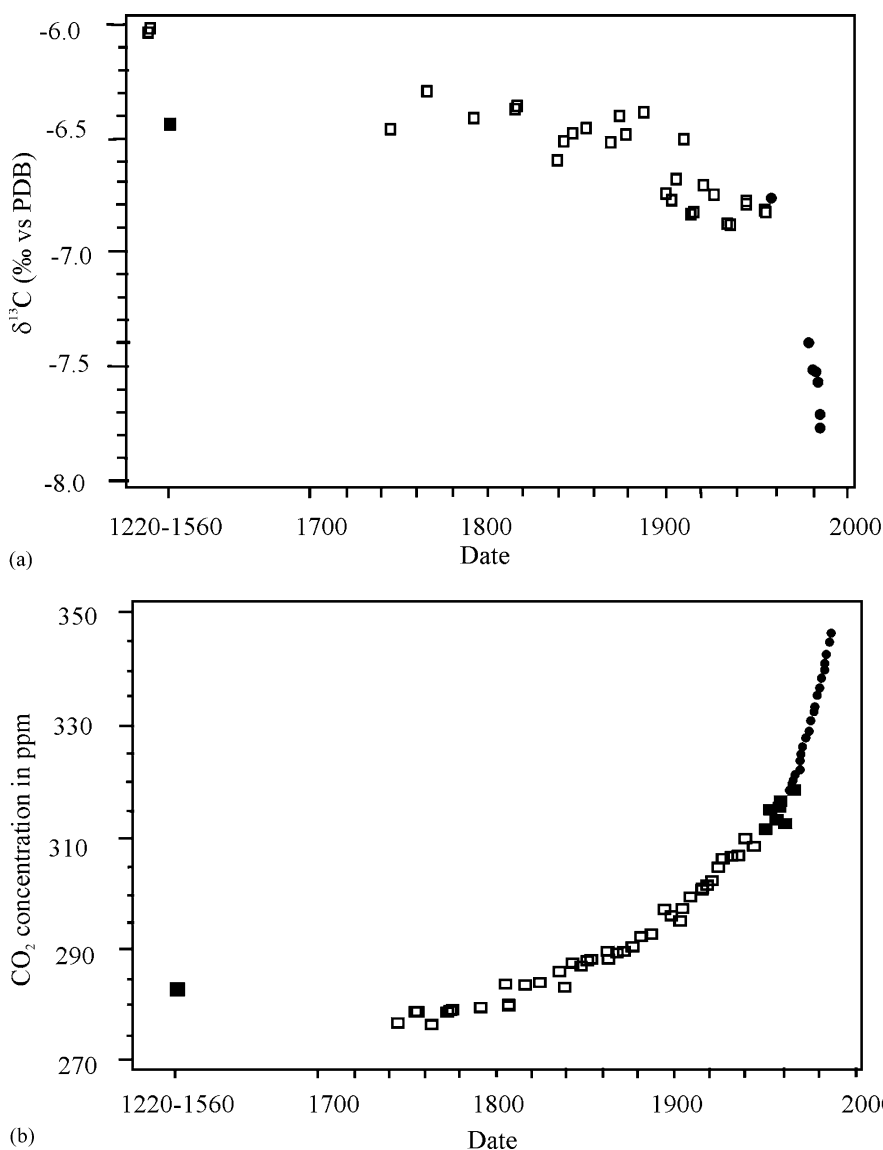 -6.0
-6.5
-7.0
-7.5
-8.0
δ¹³C (‰ vs PDB)
1220-1560 1700 1800 1900 2000
Date
(a)
350
330
310
290
270
CO₂ concentration in ppm
1220-1560 1700 1800 1900 200
Date
(b)